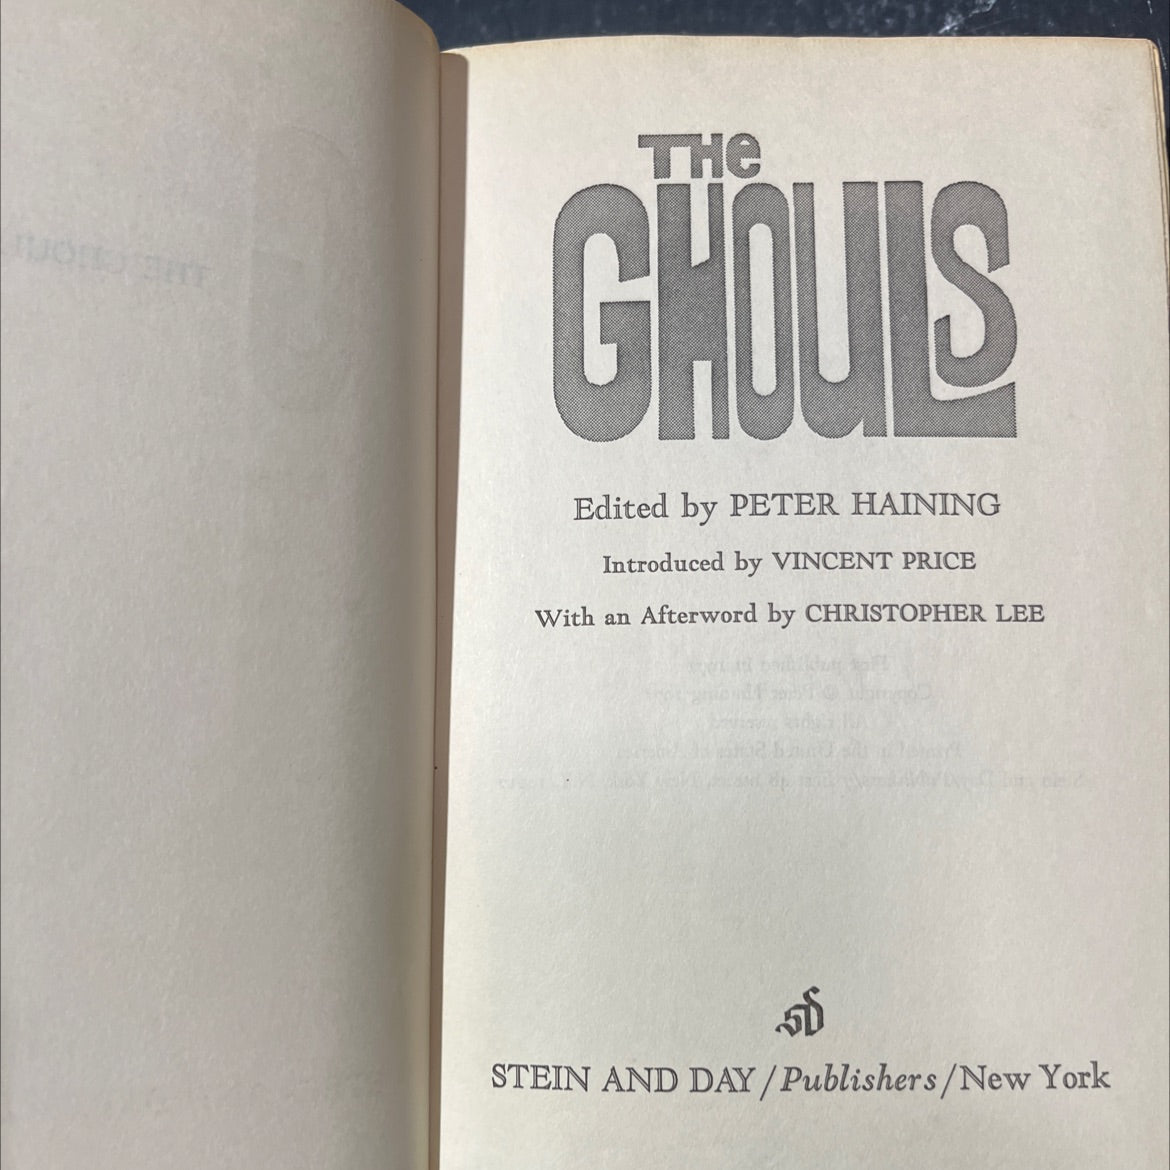 THe
GHOULS
Edited by PETER HAINING
Introduced by VINCENT PRICE
With an Afterword by CHRISTOPHER LEE
SD
STEIN AND DAY/Publishers/New York